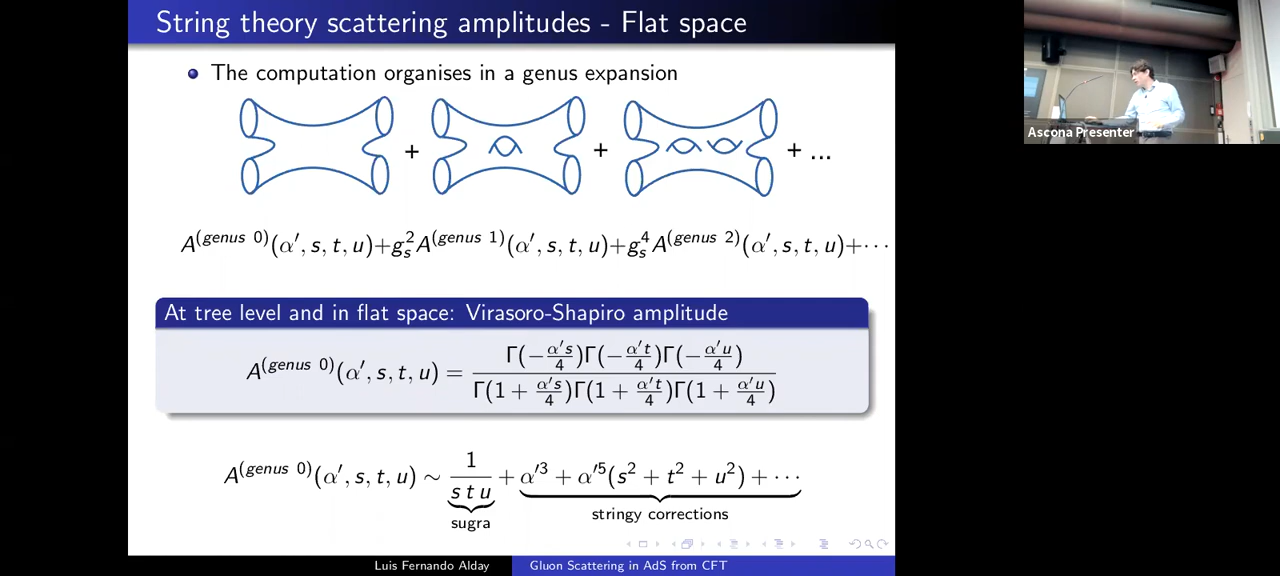 String theory scattering amplitudes - Flat space
The computation organises in a genus expansion
+ + + ...
A^(genus 0)(α′, s, t, u)+g_s^2 A^(genus 1)(α′, s, t, u)+g_s^4 A^(genus 2)(α′, s, t, u)+⋯
At tree level and in flat space: Virasoro-Shapiro amplitude
A^(genus 0)(α′, s, t, u) = Γ(−α′s/4)Γ(−α′t/4)Γ(−α′u/4) / Γ(1 + α′s/4)Γ(1 + α′t/4)Γ(1 + α′u/4)
A^(genus 0)(α′, s, t, u) ∼ 1/(s t u) + α′^3 + α′^5(s^2 + t^2 + u^2) + ⋯
stringy corrections
sugra
Luis Fernando Alday Gluon Scattering in AdS from CFT
Ascona Presenter